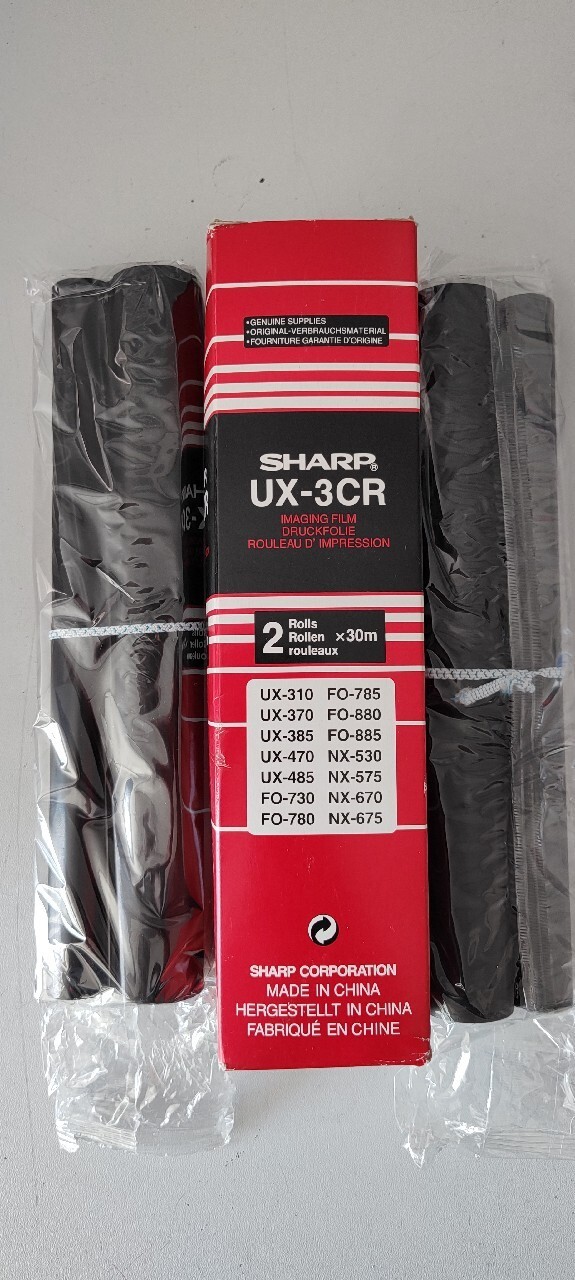 •GENUINE SUPPLIES
•ORIGINAL-VERBRAUCHSMATERIAL
•FOURNITURE GARANTIE D'ORIGINE
SHARP®
UX-3CR
IMAGING FILM
DRUCKFOLIE
ROULEAU D' IMPRESSION
2 Rolls
Rollen ×30m
rouleaux
UX-310 FO-785
UX-370 FO-880
UX-385 FO-885
UX-470 NX-530
UX-485 NX-575
FO-730 NX-670
FO-780 NX-675
SHARP CORPORATION
MADE IN CHINA
HERGESTELLT IN CHINA
FABRIQUÉ EN CHINE